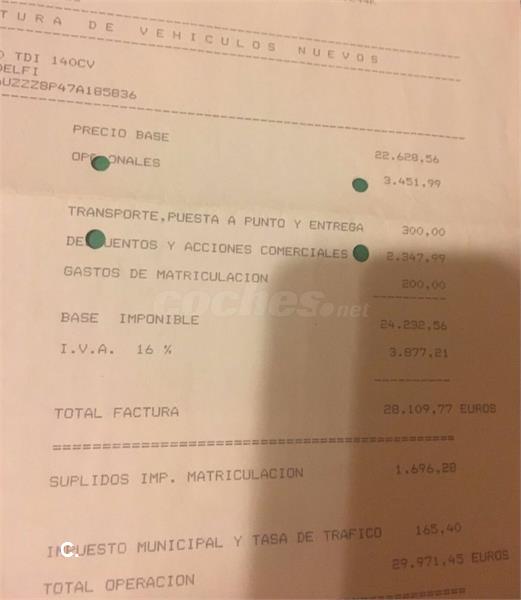 TURA DE VEHICULOS NUEVOS
TDI 140CV
DELFI
UZZZ8P47A185836
PRECIO BASE 22.628,56
OPCIONALES 3.451,99
TRANSPORTE,PUESTA A PUNTO Y ENTREGA 300,00
DESCUENTOS Y ACCIONES COMERCIALES 2.347,99
GASTOS DE MATRICULACION 200,00
coches.net
BASE IMPONIBLE 24.232,56
I.V.A. 16 % 3.877,21
TOTAL FACTURA 28.109,77 EUROS
SUPLIDOS IMP. MATRICULACION 1.696,28
IMPUESTO MUNICIPAL Y TASA DE TRAFICO 165,40
TOTAL OPERACION 29.971,45 EUROS
C.